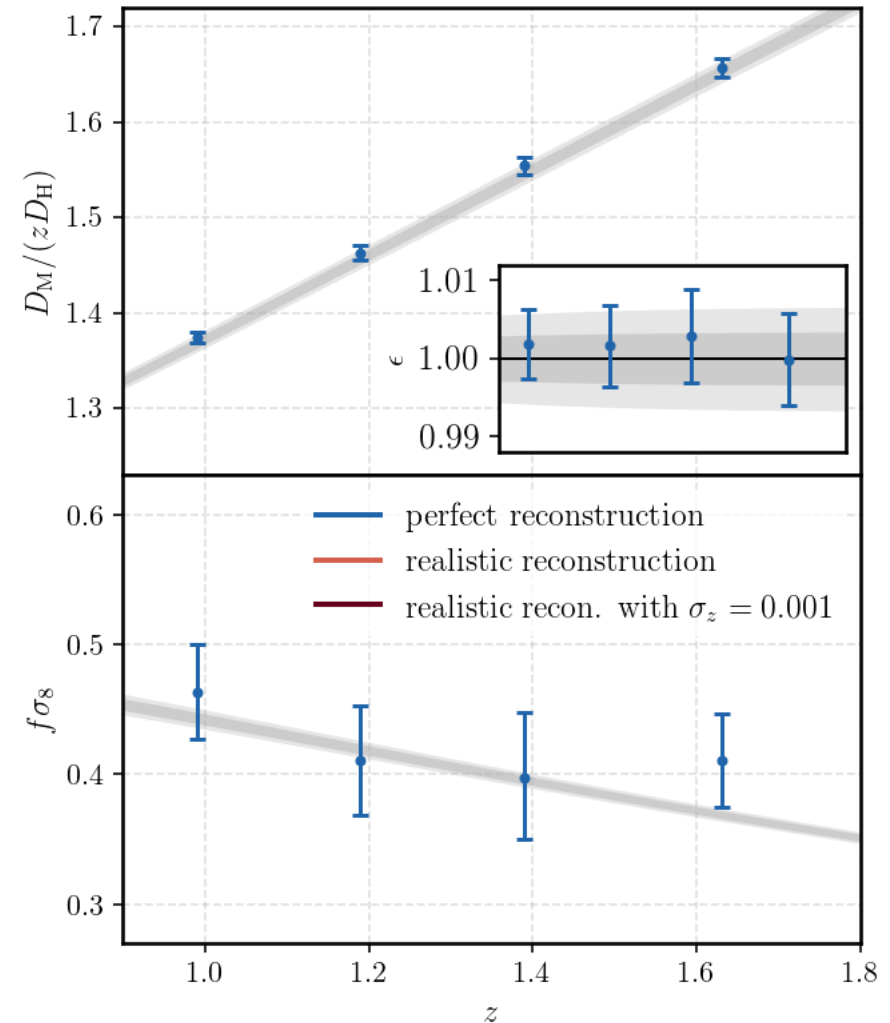 1.7
1.6
1.5
1.4
1.3
D_M/(zD_H)
1.01
1.00
0.99
ϵ
perfect reconstruction
realistic reconstruction
realistic recon. with σ_z = 0.001
0.6
0.5
0.4
0.3
fσ_8
1.0 1.2 1.4 1.6 1.8
z